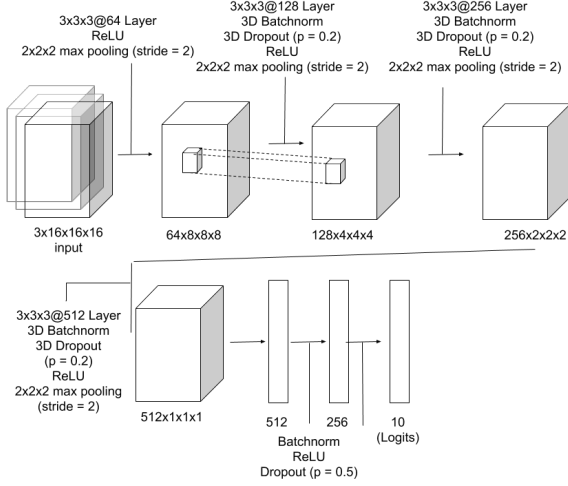 3x3x3@64 Layer
ReLU
2x2x2 max pooling (stride = 2)
3x3x3@128 Layer
3D Batchnorm
3D Dropout (p = 0.2)
ReLU
2x2x2 max pooling (stride = 2)
3x3x3@256 Layer
3D Batchnorm
3D Dropout (p = 0.2)
ReLU
2x2x2 max pooling (stride = 2)
3x16x16x16
input
64x8x8x8
128x4x4x4
256x2x2x2
3x3x3@512 Layer
3D Batchnorm
3D Dropout
(p = 0.2)
ReLU
2x2x2 max pooling
(stride = 2)
512x1x1x1
512
256
10
(Logits)
Batchnorm
ReLU
Dropout (p = 0.5)